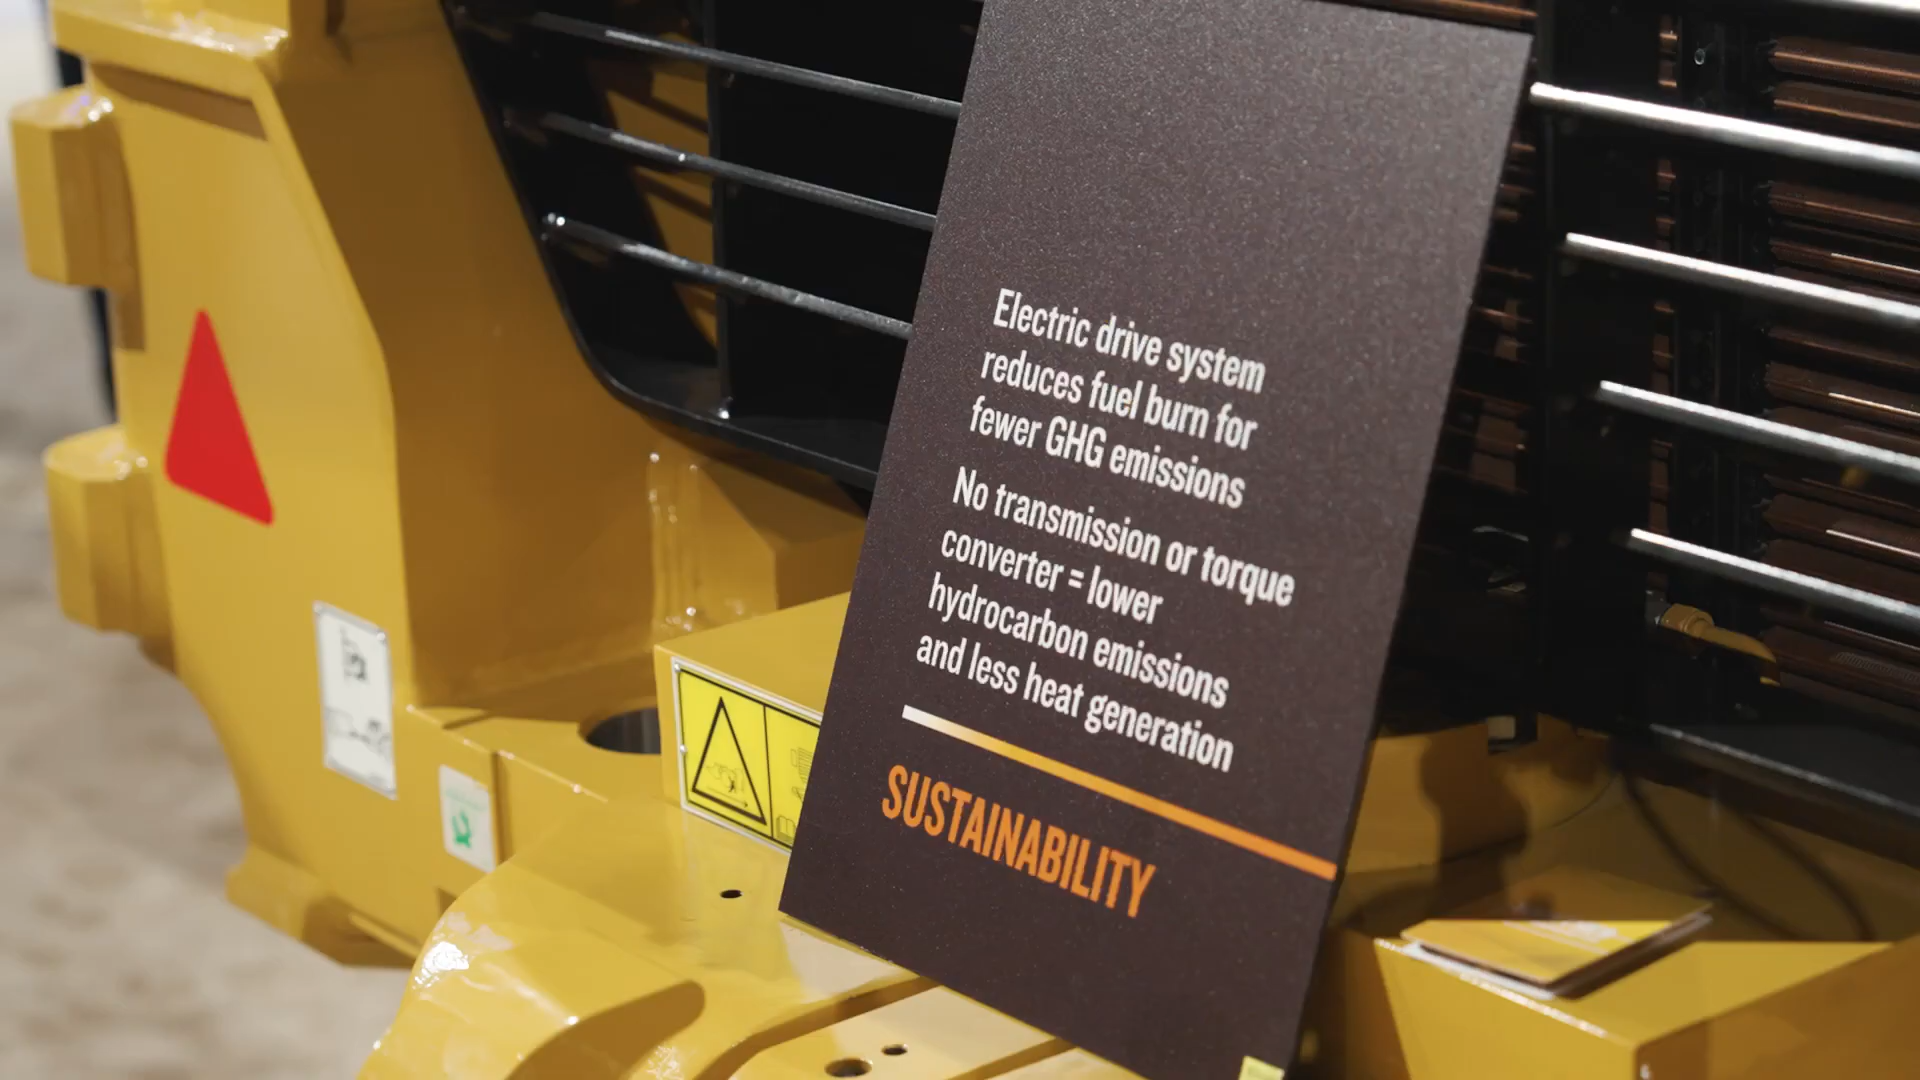 Electric drive system
reduces fuel burn for
fewer GHG emissions
No transmission or torque
converter = lower
hydrocarbon emissions
and less heat generation
SUSTAINABILITY